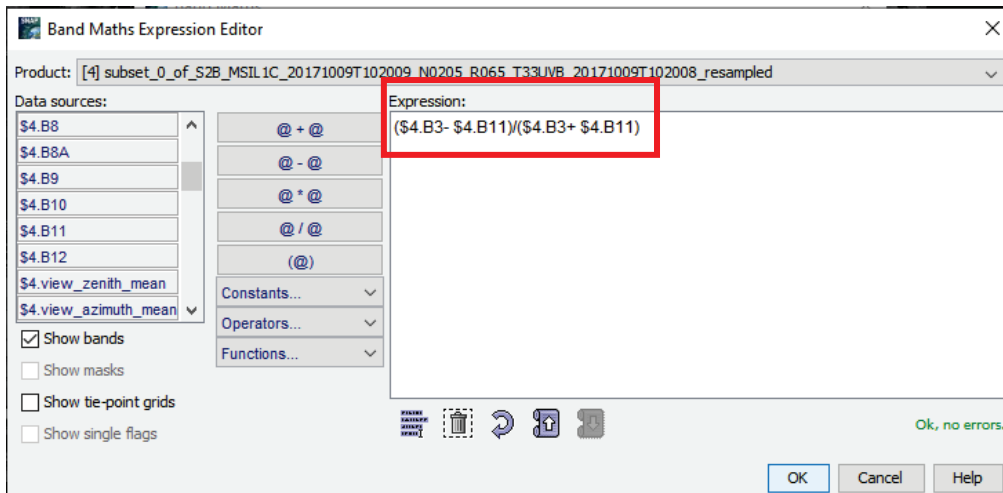 Band Maths Expression Editor
Product: [4] subset_0_of_S2B_MSIL1C_20171009T102009_N0205_R065_T33UVB_20171009T102008_resampled
Data sources:
Expression:
$4.B8
@ + @
($4.B3- $4.B11)/($4.B3+ $4.B11)
$4.B8A
@ - @
$4.B9
@ * @
$4.B10
$4.B11
@ / @
$4.B12
(@)
$4.view_zenith_mean
Constants...
$4.view_azimuth_mean
Operators...
Show bands
Functions...
Show masks
Show tie-point grids
Show single flags
Ok, no errors.
OK
Cancel
Help